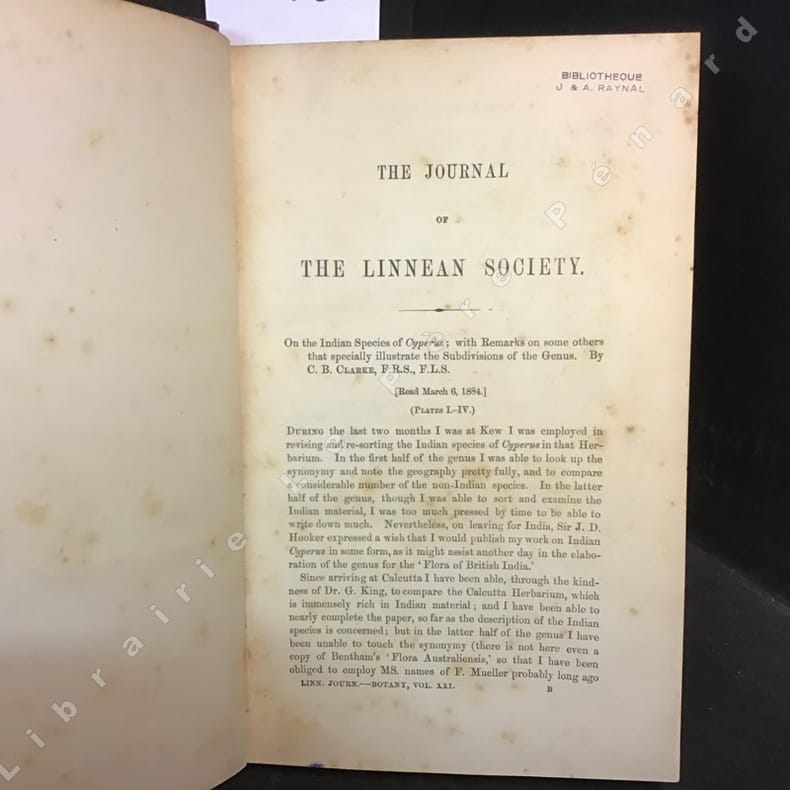 BIBLIOTHEQUE
J & A. RAYNAL
THE JOURNAL
OF
THE LINNEAN SOCIETY.
On the Indian Species of Cyperus; with Remarks on some others
that specially illustrate the Subdivisions of the Genus. By
C. B. CLARKE, F.R.S., F.L.S.
[Read March 6, 1884.]
(PLATES I.-IV.)
DURING the last two months I was at Kew I was employed in
revising and re-sorting the Indian species of Cyperus in that Her-
barium. In the first half of the genus I was able to look up the
synonymy and note the geography pretty fully, and to compare
a considerable number of the non-Indian species. In the latter
half of the genus, though I was able to sort and examine the
Indian material, I was too much pressed by time to be able to
write down much. Nevertheless, on leaving for India, Sir J. D.
Hooker expressed a wish that I would publish my work on Indian
Cyperus in some form, as it might assist another day in the elabo-
ration of the genus for the 'Flora of British India.'
Since arriving at Calcutta I have been able, through the kind-
ness of Dr. G. King, to compare the Calcutta Herbarium, which
is immensely rich in Indian material; and I have been able to
nearly complete the paper, so far as the description of the Indian
species is concerned; but in the latter half of the genus I have
been unable to touch the synonymy (there is not here even a
copy of Bentham's 'Flora Australiensis,' so that I have been
obliged to employ MS. names of F. Mueller probably long ago
LINN. JOURN.—BOTANY, VOL. XXI. B
Librairie le Père Pénard